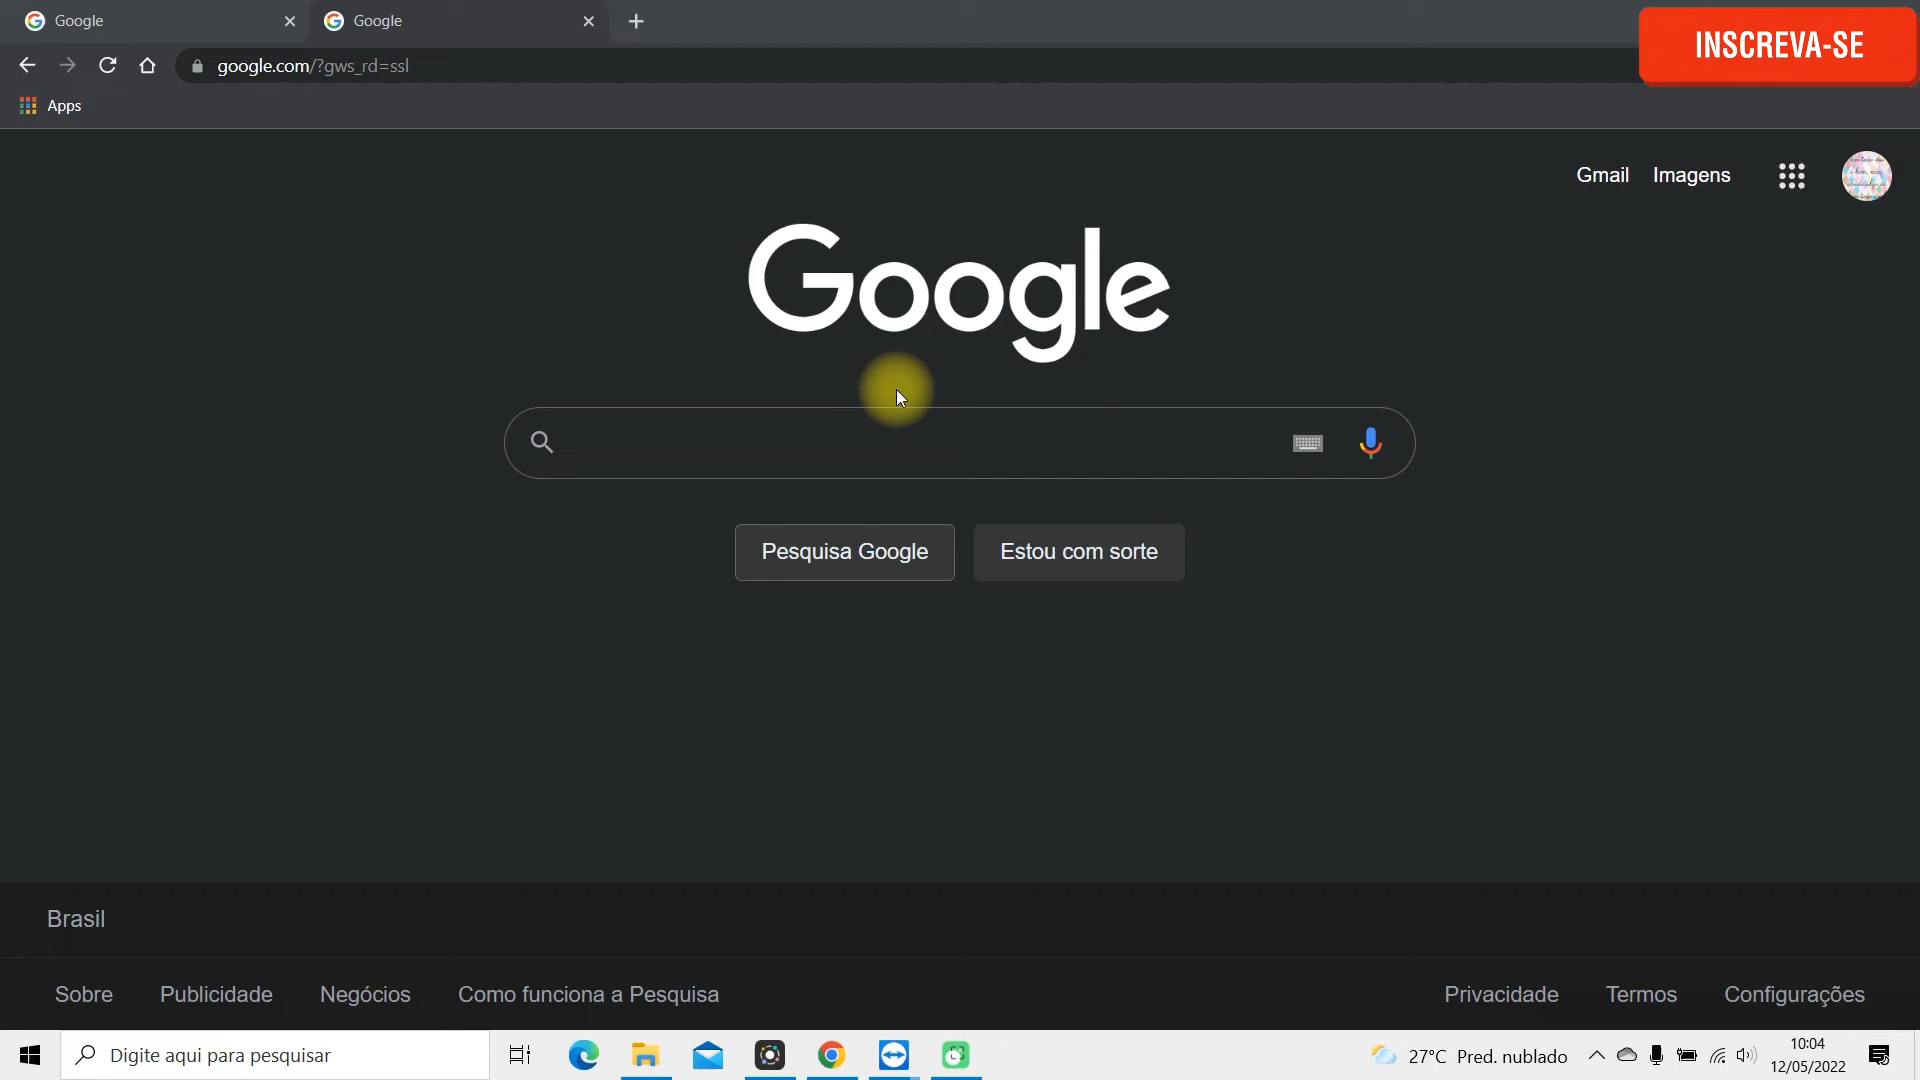 Google
Google
INSCREVA-SE
google.com/?gws_rd=ssl
Apps
Gmail
Imagens
Google
Pesquisa Google
Estou com sorte
Brasil
Sobre
Publicidade
Negócios
Como funciona a Pesquisa
Privacidade
Termos
Configurações
Digite aqui para pesquisar
27°C Pred. nublado
10:04
12/05/2022